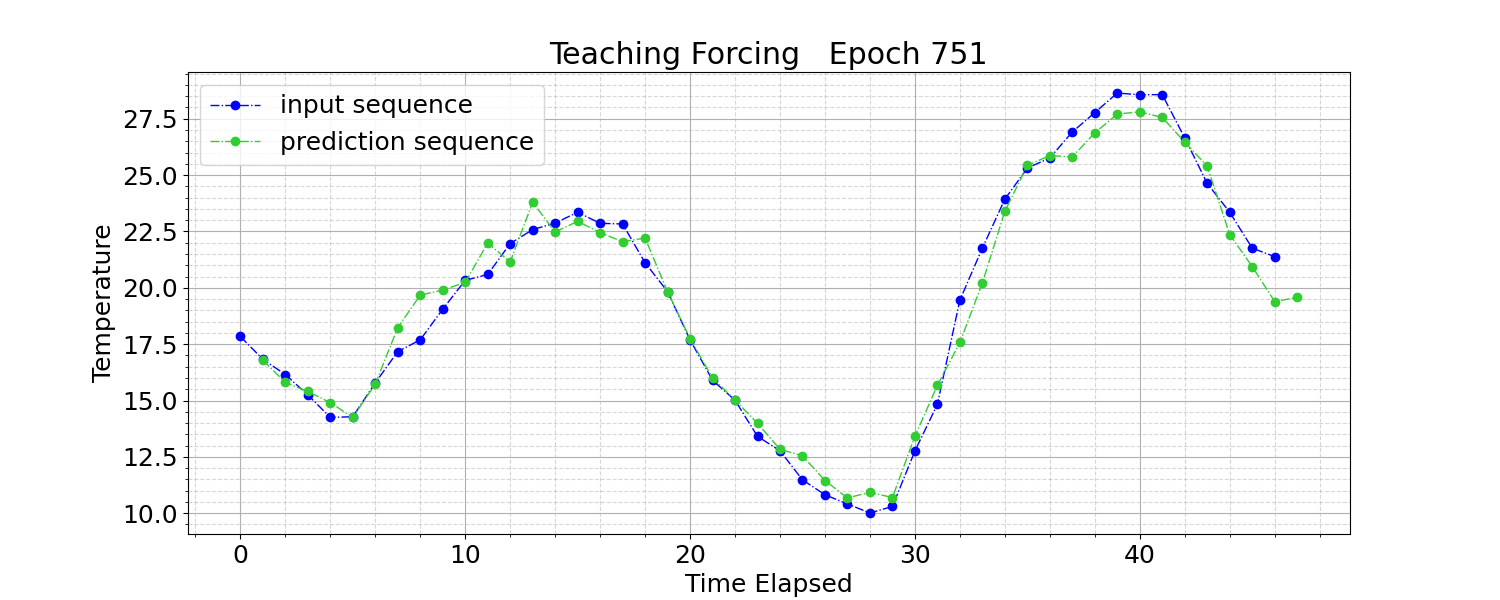 Teaching Forcing   Epoch 751
input sequence
prediction sequence
Temperature
27.5
25.0
22.5
20.0
17.5
15.0
12.5
10.0
0 10 20 30 40
Time Elapsed